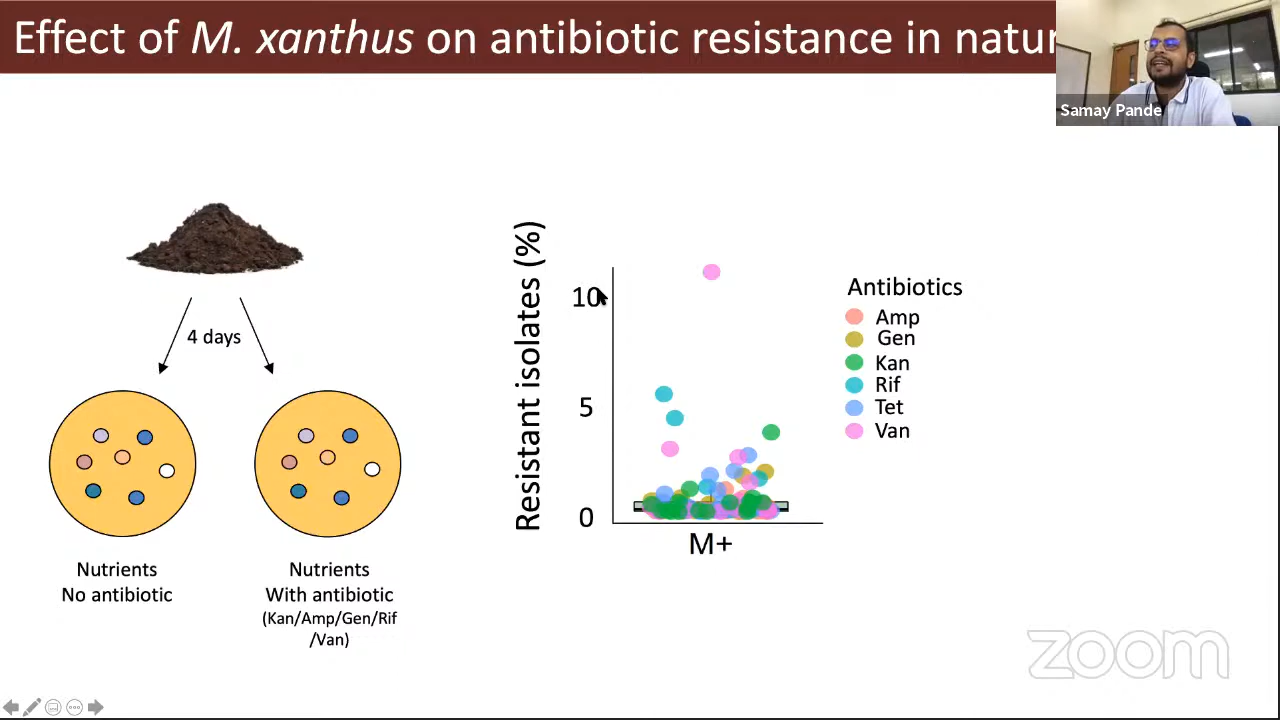 Effect of M. xanthus on antibiotic resistance in natur
Samay Pande
4 days
Nutrients
No antibiotic
Nutrients
With antibiotic
(Kan/Amp/Gen/Rif
/Van)
Resistant isolates (%)
10
5
0
M+
Antibiotics
Amp
Gen
Kan
Rif
Tet
Van
zoom